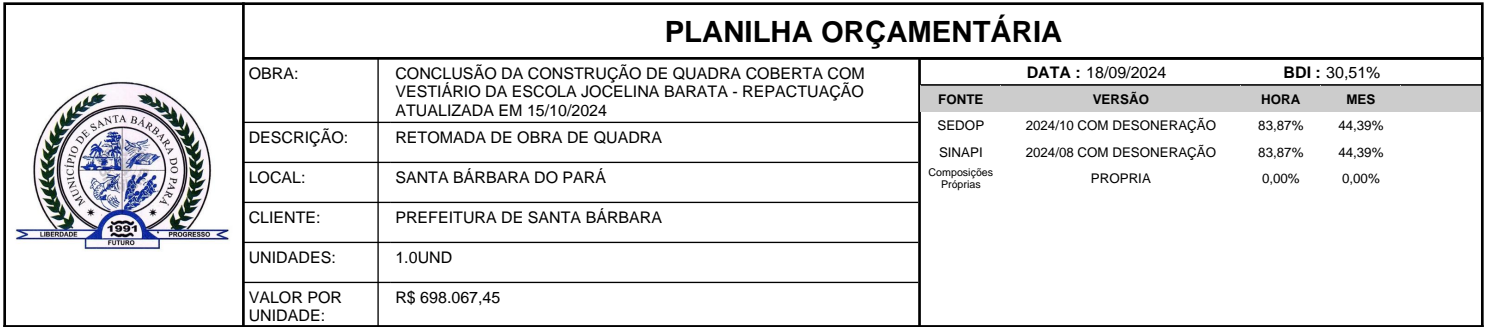 PLANILHA ORÇAMENTÁRIA
MUNICÍPIO DE SANTA BÁRBARA DO PARÁ
1991
LIBERDADE
FUTURO
PROGRESSO
OBRA:
CONCLUSÃO DA CONSTRUÇÃO DE QUADRA COBERTA COM
VESTIÁRIO DA ESCOLA JOCELINA BARATA - REPACTUAÇÃO
ATUALIZADA EM 15/10/2024
DESCRIÇÃO: RETOMADA DE OBRA DE QUADRA
LOCAL: SANTA BÁRBARA DO PARÁ
CLIENTE: PREFEITURA DE SANTA BÁRBARA
UNIDADES: 1.0UND
VALOR POR
UNIDADE:
R$ 698.067,45
DATA : 18/09/2024 BDI : 30,51%
FONTE VERSÃO HORA MES
SEDOP 2024/10 COM DESONERAÇÃO 83,87% 44,39%
SINAPI 2024/08 COM DESONERAÇÃO 83,87% 44,39%
Composições
Próprias
PROPRIA 0,00% 0,00%